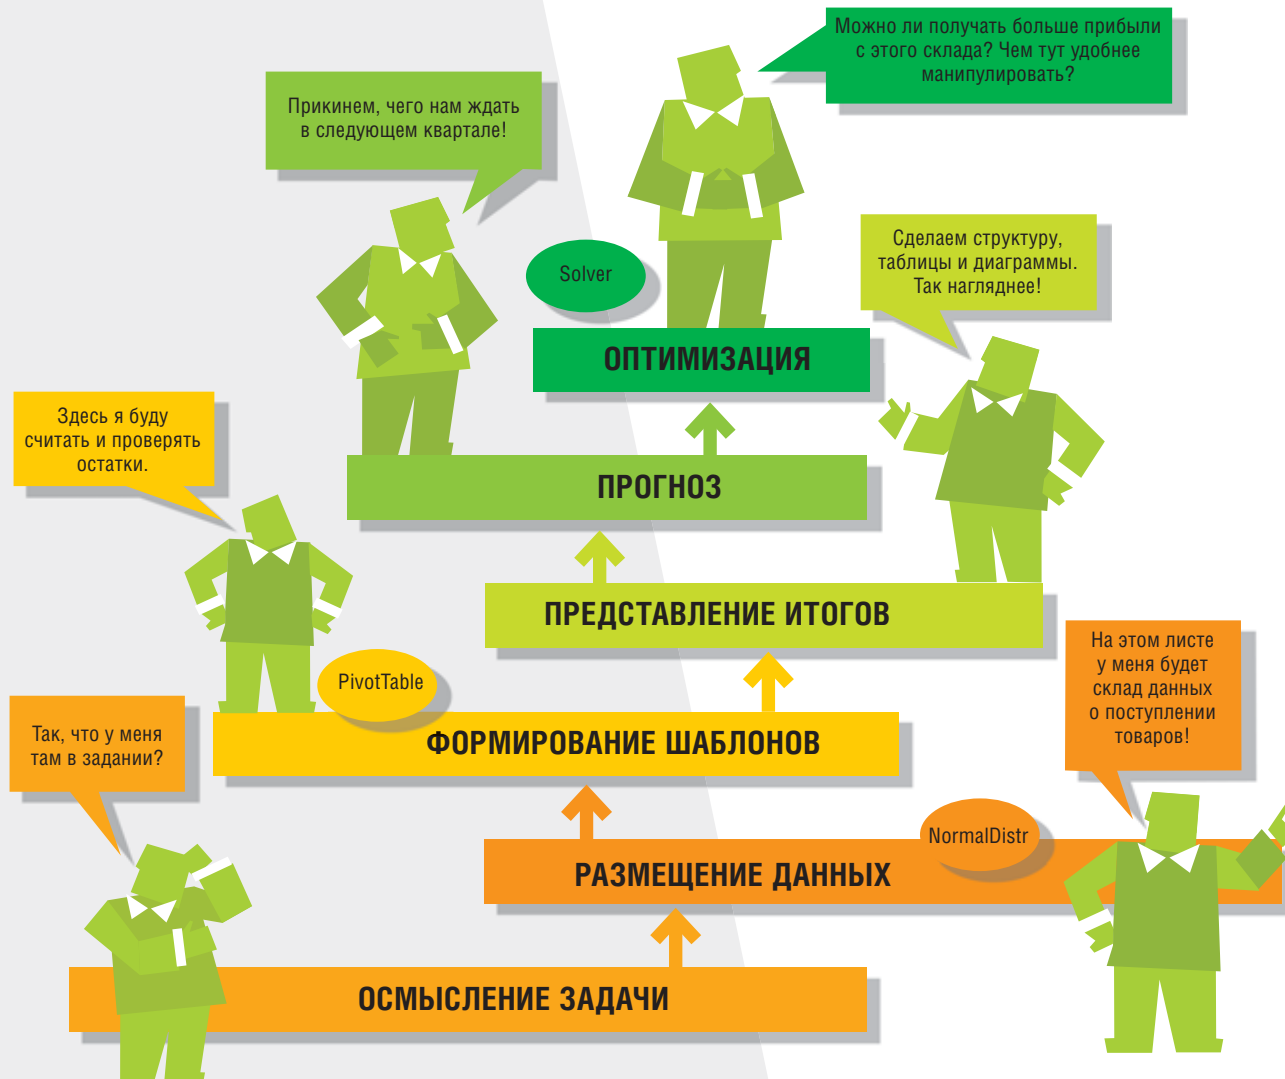 Можно ли получать больше прибыли
с этого склада? Чем тут удобнее
манипулировать?
Прикинем, чего нам ждать
в следующем квартале!
Сделаем структуру,
таблицы и диаграммы.
Так нагляднее!
Solver
ОПТИМИЗАЦИЯ
Здесь я буду
считать и проверять
остатки.
ПРОГНОЗ
ПРЕДСТАВЛЕНИЕ ИТОГОВ
На этом листе
у меня будет
склад данных
о поступлении
товаров!
PivotTable
ФОРМИРОВАНИЕ ШАБЛОНОВ
Так, что у меня
там в задании?
NormalDistr
РАЗМЕЩЕНИЕ ДАННЫХ
ОСМЫСЛЕНИЕ ЗАДАЧИ